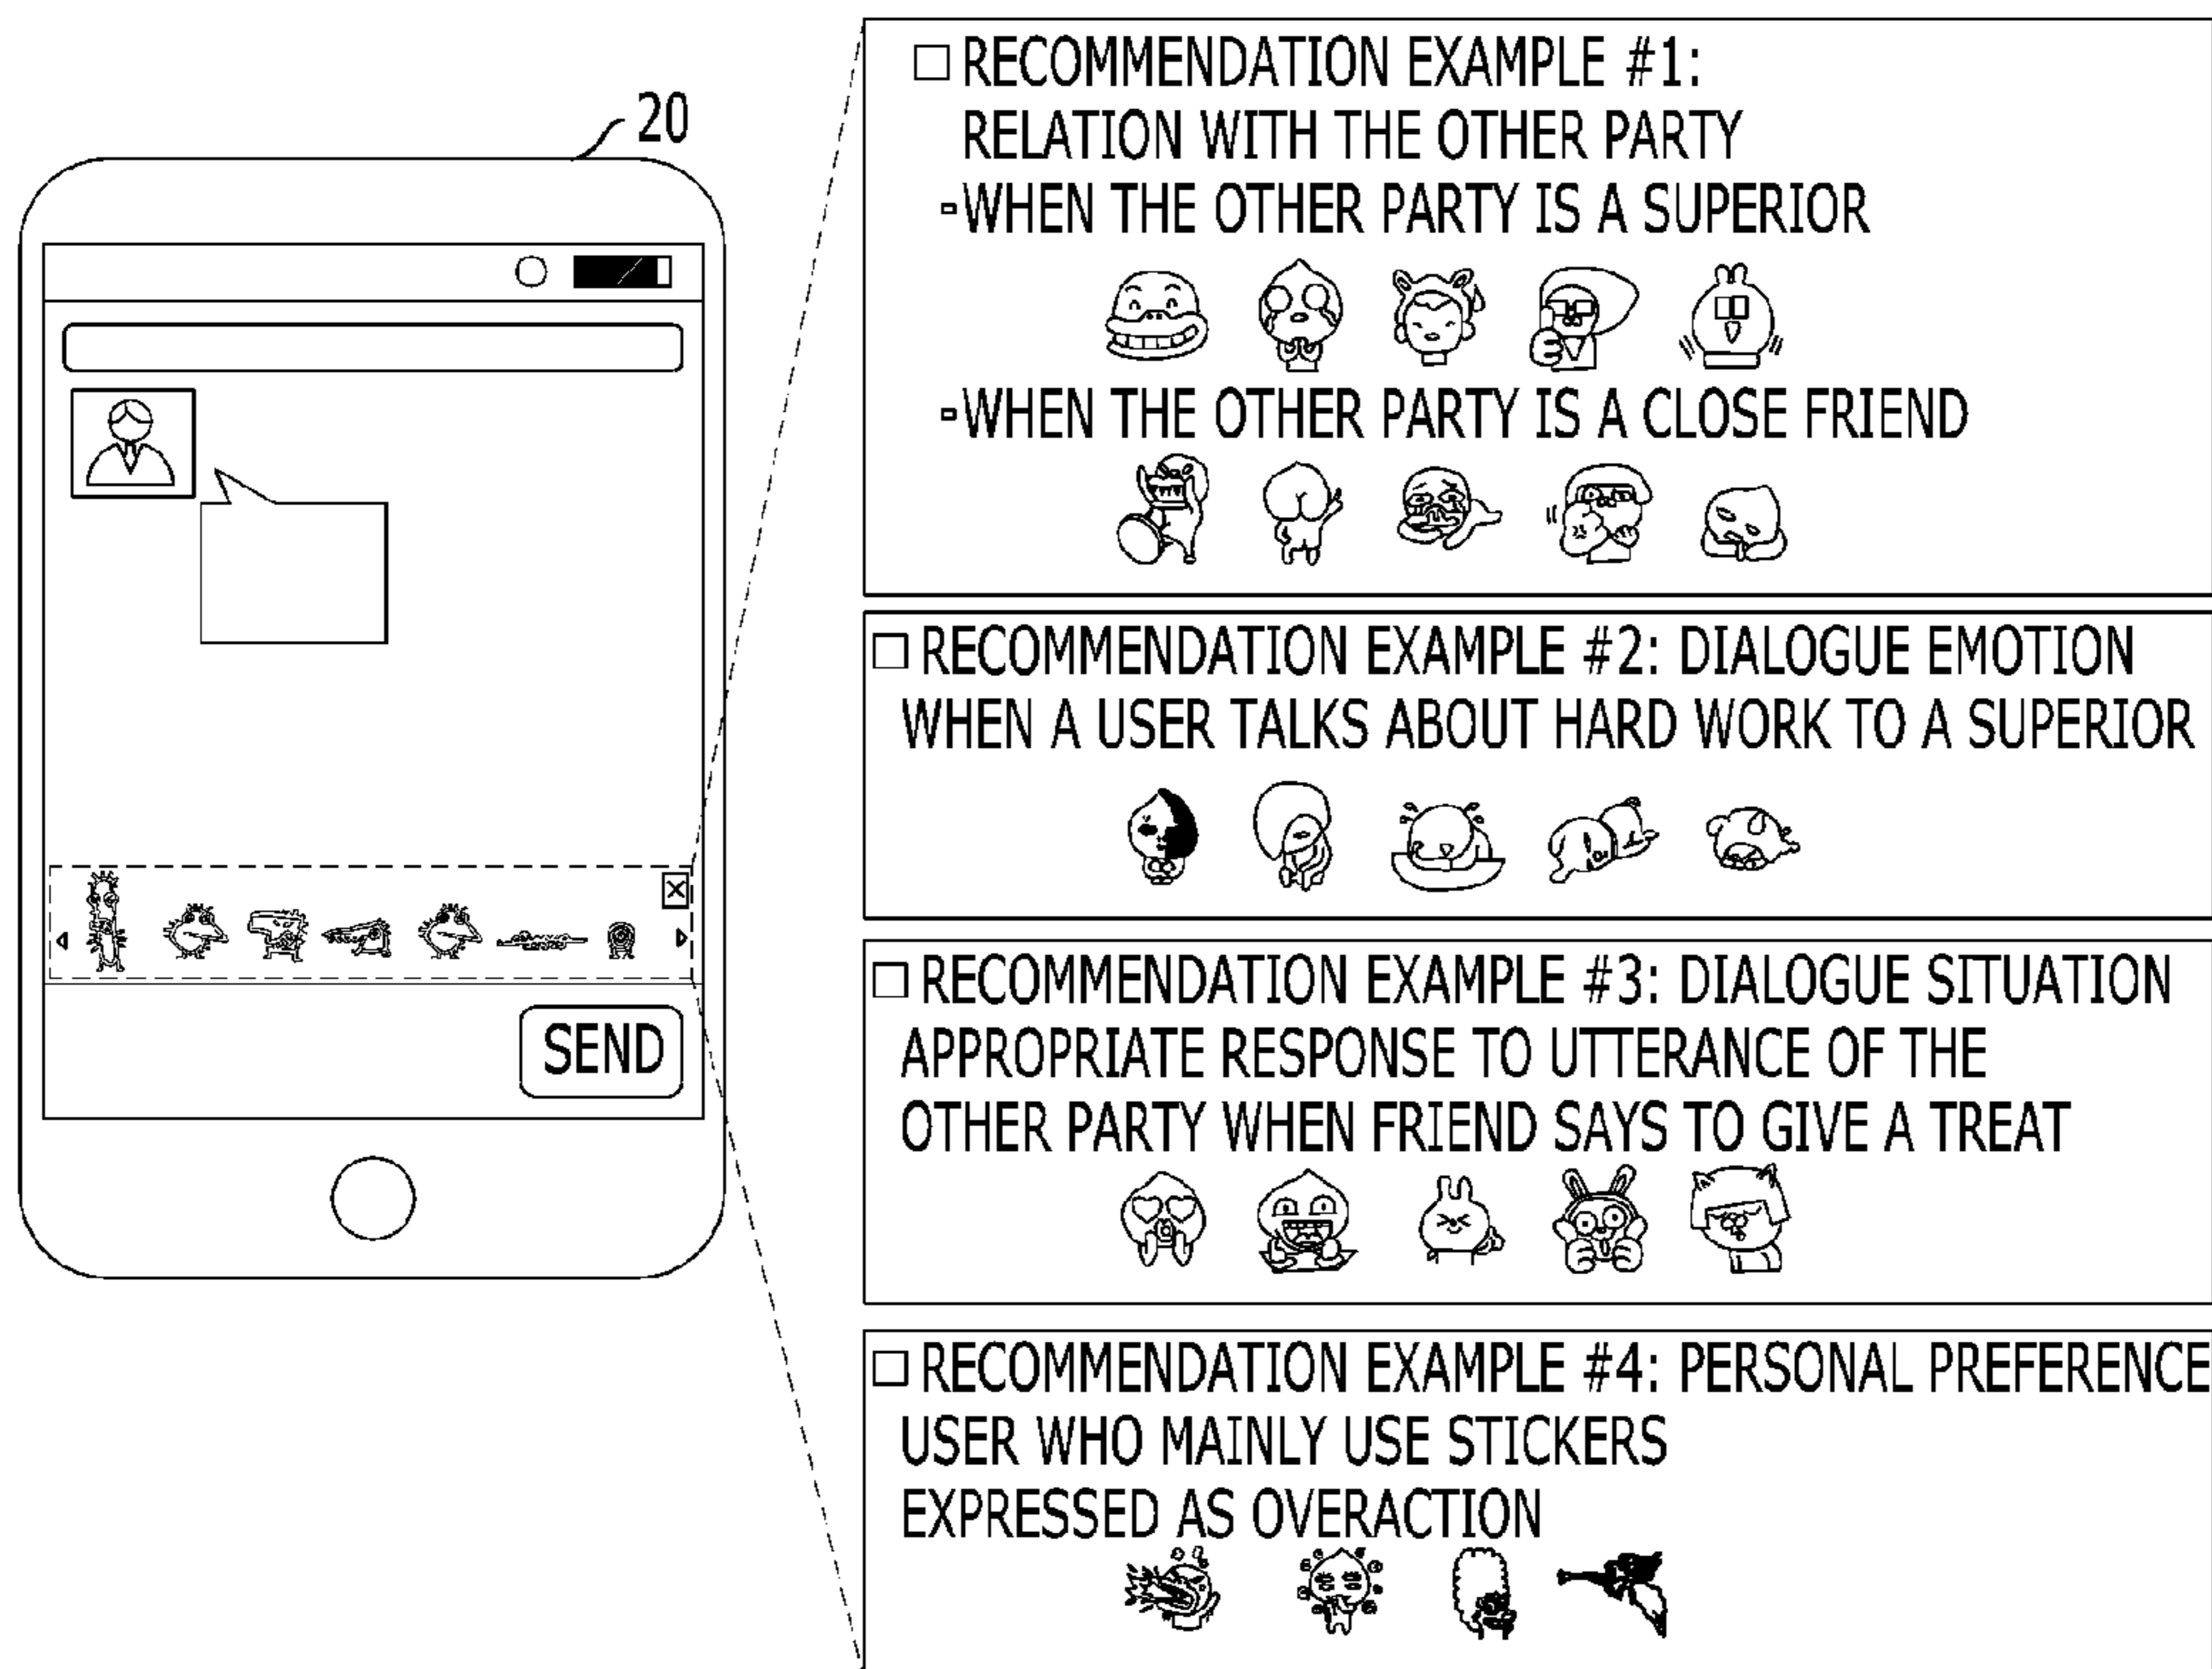 20
SEND
□ RECOMMENDATION EXAMPLE #1:
RELATION WITH THE OTHER PARTY
-WHEN THE OTHER PARTY IS A SUPERIOR
-WHEN THE OTHER PARTY IS A CLOSE FRIEND
□ RECOMMENDATION EXAMPLE #2: DIALOGUE EMOTION
WHEN A USER TALKS ABOUT HARD WORK TO A SUPERIOR
□ RECOMMENDATION EXAMPLE #3: DIALOGUE SITUATION
APPROPRIATE RESPONSE TO UTTERANCE OF THE
OTHER PARTY WHEN FRIEND SAYS TO GIVE A TREAT
□ RECOMMENDATION EXAMPLE #4: PERSONAL PREFERENCE
USER WHO MAINLY USE STICKERS
EXPRESSED AS OVERACTION